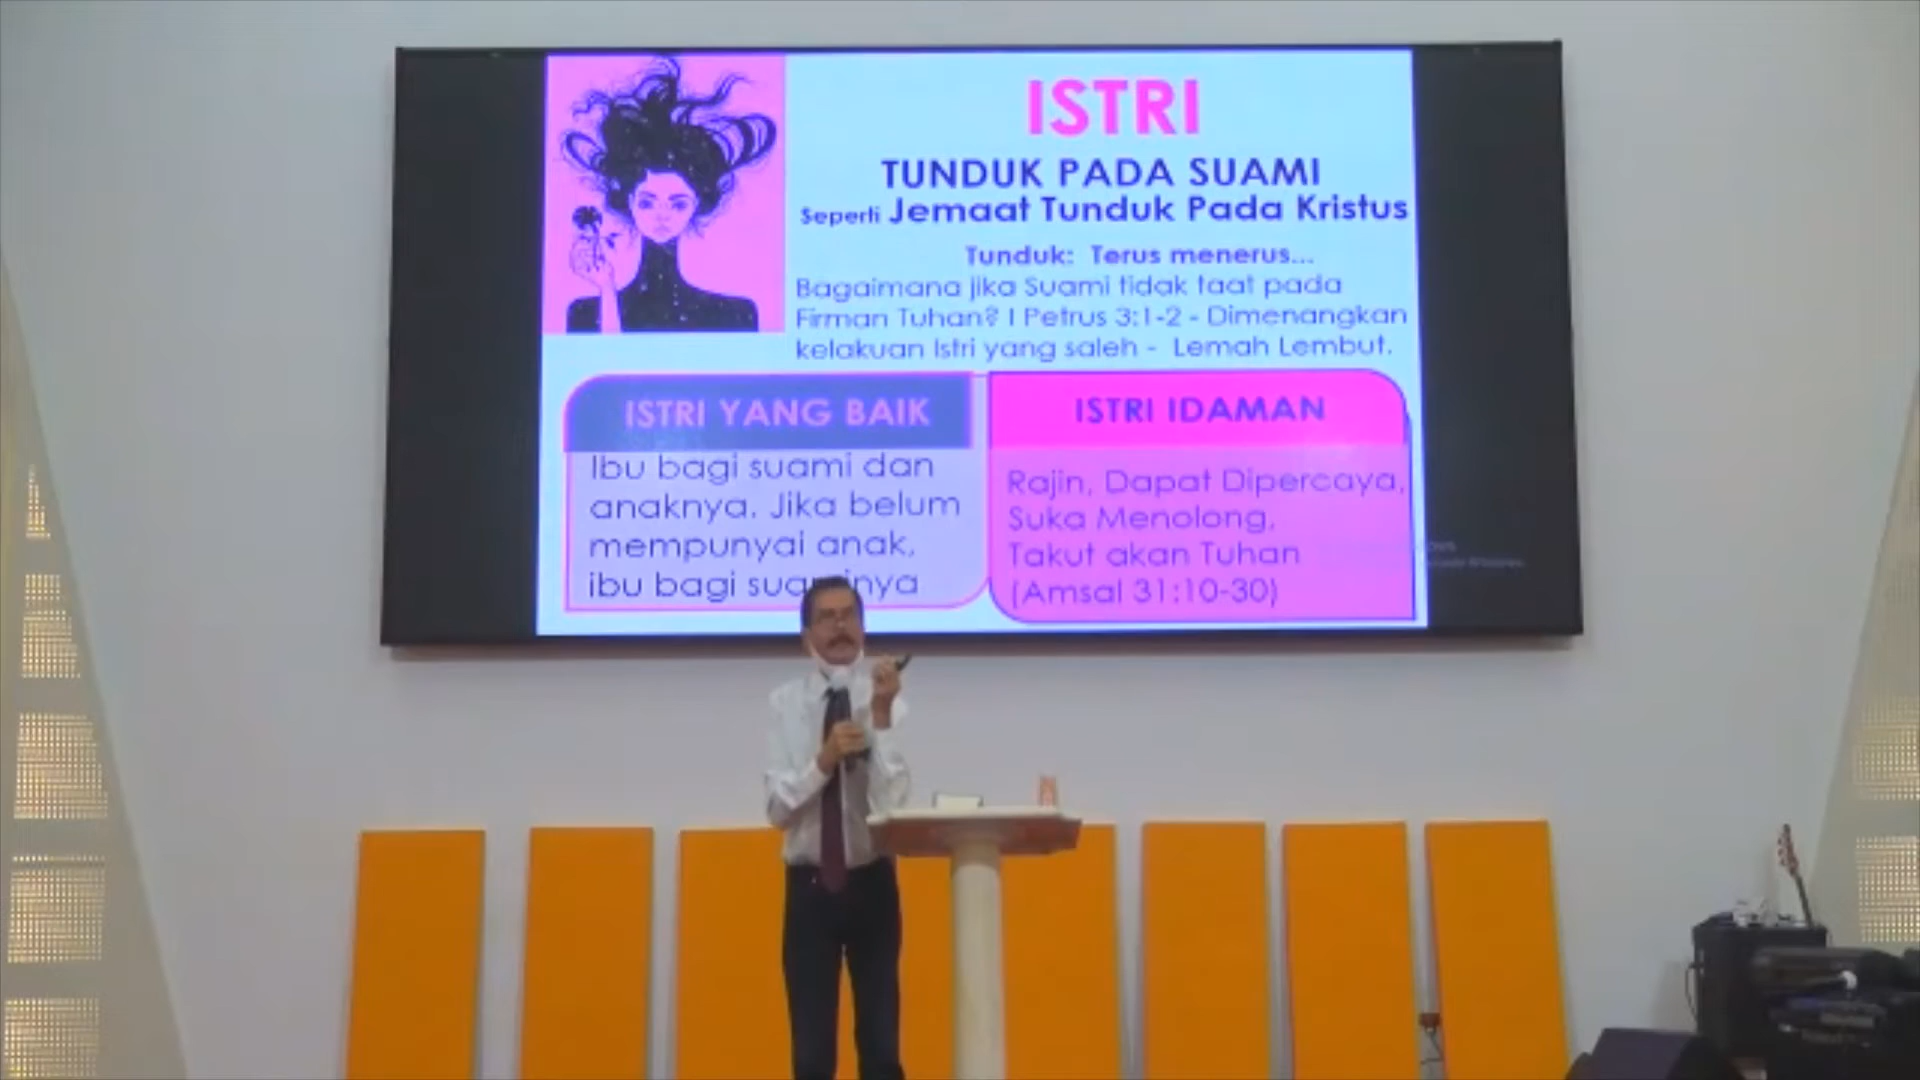 ISTRI
TUNDUK PADA SUAMI
Seperti Jemaat Tunduk Pada Kristus
Tunduk: Terus menerus...
Bagaimana jika Suami tidak taat pada
Firman Tuhan? I Petrus 3:1-2 - Dimenangkan
kelakuan Istri yang saleh - Lemah Lembut.
ISTRI YANG BAIK
Ibu bagi suami dan
anaknya. Jika belum
mempunyai anak,
ibu bagi suaminya
ISTRI IDAMAN
Rajin, Dapat Dipercaya,
Suka Menolong,
Takut akan Tuhan
(Amsal 31:10-30)